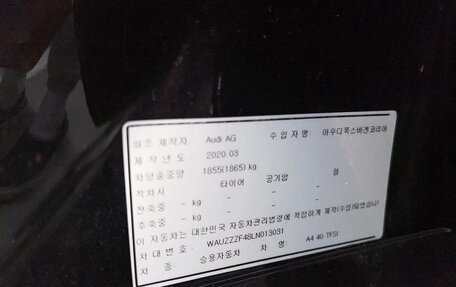 최초 제작자 Audi AG 수 입 자 명: 아우디폭스바겐코리아
제 작 년 도 : 2020.03
차량총중량 : 1855(1865) kg
적차시 타이어 공기압 림
전축중 - kg -
후축중 - kg -
이 자동차는 대한민국 자동차관리법령에 적합하게 제작(수입)되었습니다
차 대 번 호 : WAUZZZF48LN013031
차 종: 승용자동차 차 명: A4 40 TFSI